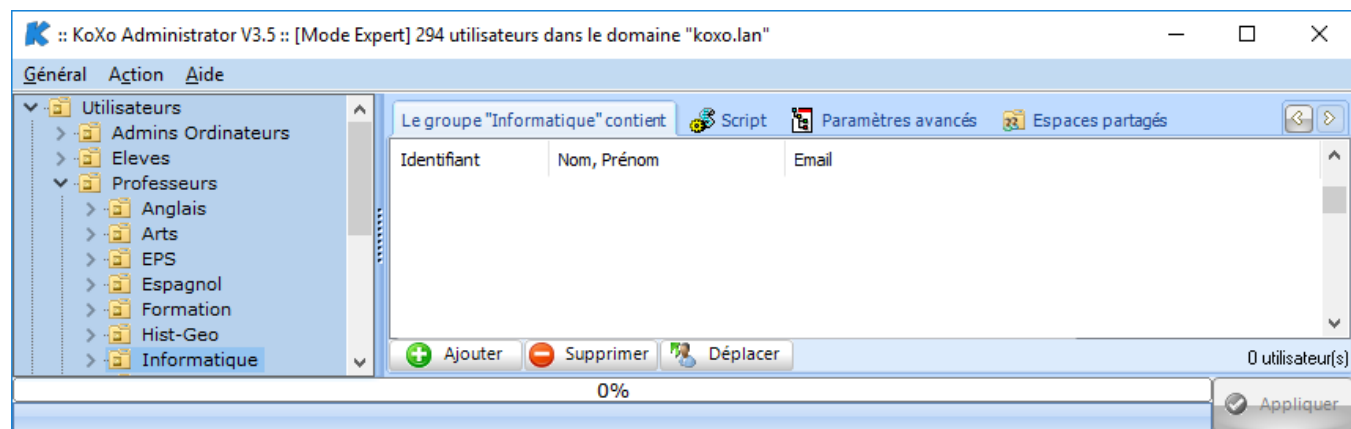 :: KoXo Administrator V3.5 :: [Mode Expert] 294 utilisateurs dans le domaine "koxo.lan"
Général Action Aide
Utilisateurs
Admins Ordinateurs
Eleves
Professeurs
Anglais
Arts
EPS
Espagnol
Formation
Hist-Geo
Informatique
Le groupe "Informatique" contient Script Paramètres avancés Espaces partagés
Identifiant Nom, Prénom Email
Ajouter Supprimer Déplacer 0 utilisateur(s)
0%
Appliquer